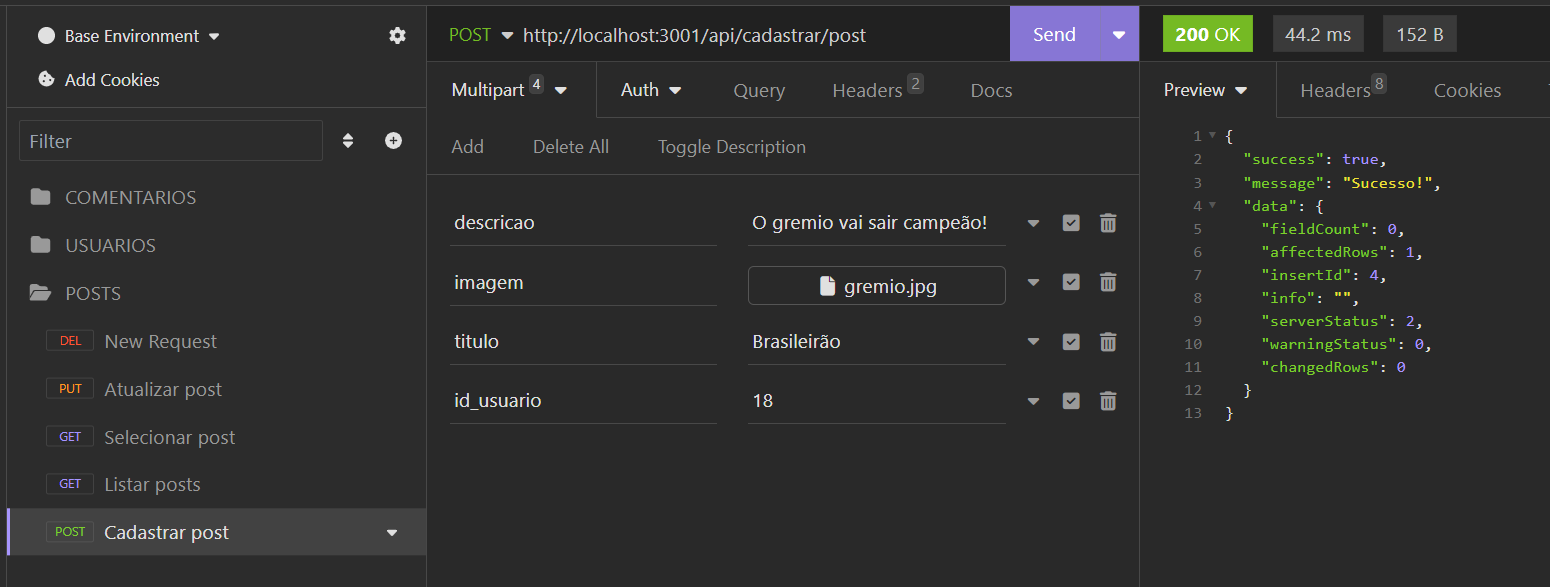 Base Environment
Add Cookies
Filter
COMENTARIOS
USUARIOS
POSTS
DEL New Request
PUT Atualizar post
GET Selecionar post
GET Listar posts
POST Cadastrar post
POST http://localhost:3001/api/cadastrar/post Send
Multipart 4 Auth Query Headers 2 Docs
Add Delete All Toggle Description
descricao O gremio vai sair campeão!
imagem gremio.jpg
titulo Brasileirão
id_usuario 18
200 OK 44.2 ms 152 B
Preview Headers 8 Cookies
1 {
2 "success": true,
3 "message": "Sucesso!",
4 "data": {
5 "fieldCount": 0,
6 "affectedRows": 1,
7 "insertId": 4,
8 "info": "",
9 "serverStatus": 2,
10 "warningStatus": 0,
11 "changedRows": 0
12 }
13 }